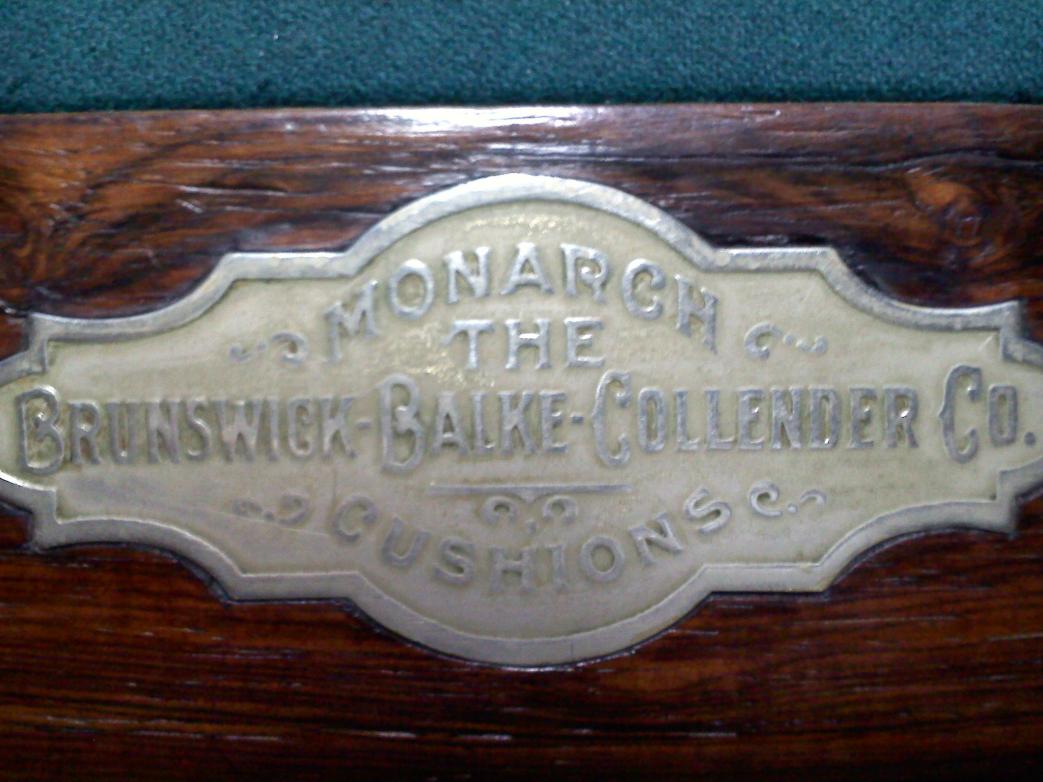 MONARCH
THE
BRUNSWICK-BALKE-COLLENDER CO.
CUSHIONS